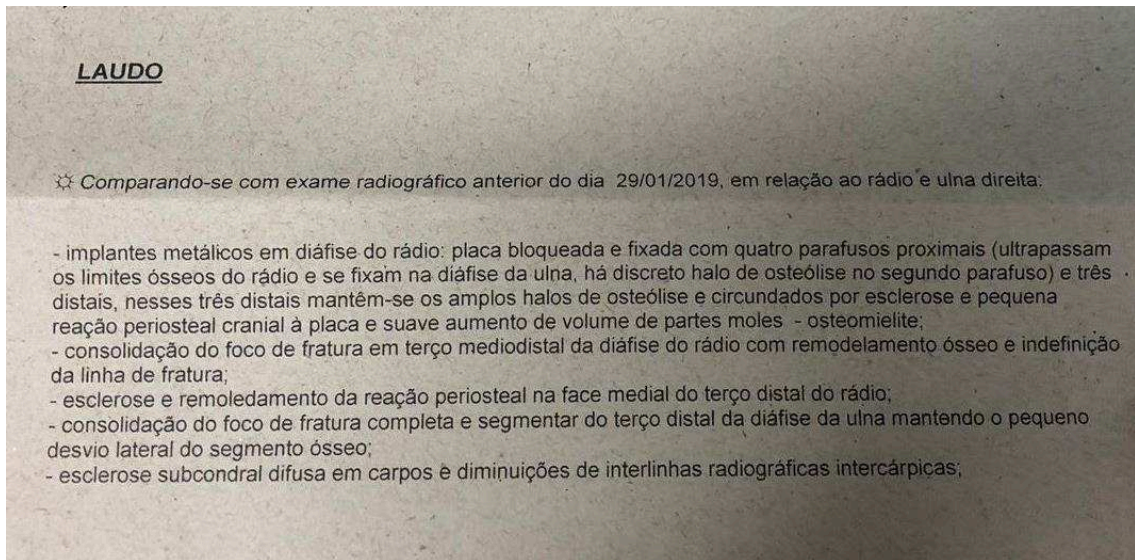 LAUDO
☼ Comparando-se com exame radiográfico anterior do dia 29/01/2019, em relação ao rádio e ulna direita:
- implantes metálicos em diáfise do rádio: placa bloqueada e fixada com quatro parafusos proximais (ultrapassam
os limites ósseos do rádio e se fixam na diáfise da ulna, há discreto halo de osteólise no segundo parafuso) e três
distais, nesses três distais mantêm-se os amplos halos de osteólise e circundados por esclerose e pequena
reação periosteal cranial à placa e suave aumento de volume de partes moles - osteomielite;
- consolidação do foco de fratura em terço mediodistal da diáfise do rádio com remodelamento ósseo e indefinição
da linha de fratura;
- esclerose e remoledamento da reação periosteal na face medial do terço distal do rádio;
- consolidação do foco de fratura completa e segmentar do terço distal da diáfise da ulna mantendo o pequeno
desvio lateral do segmento ósseo;
- esclerose subcondral difusa em carpos e diminuições de interlinhas radiográficas intercárpicas;